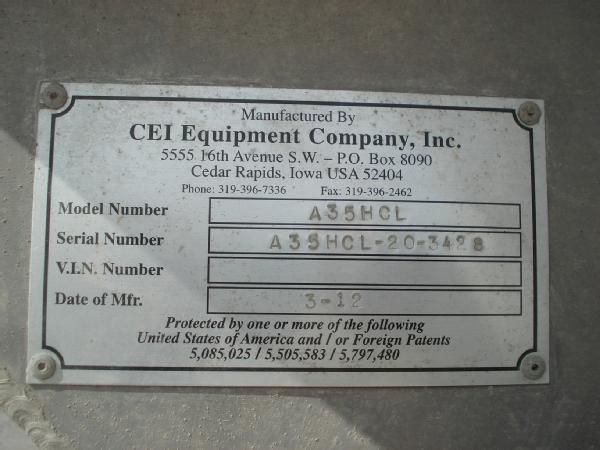 Manufactured By
CEI Equipment Company, Inc.
5555 16th Avenue S.W. – P.O. Box 8090
Cedar Rapids, Iowa USA 52404
Phone: 319-396-7336 Fax: 319-396-2462
Model Number A35HCL
Serial Number A35HCL-20-3428
V.I.N. Number
Date of Mfr. 3-12
Protected by one or more of the following
United States of America and / or Foreign Patents
5,085,025 / 5,505,583 / 5,797,480